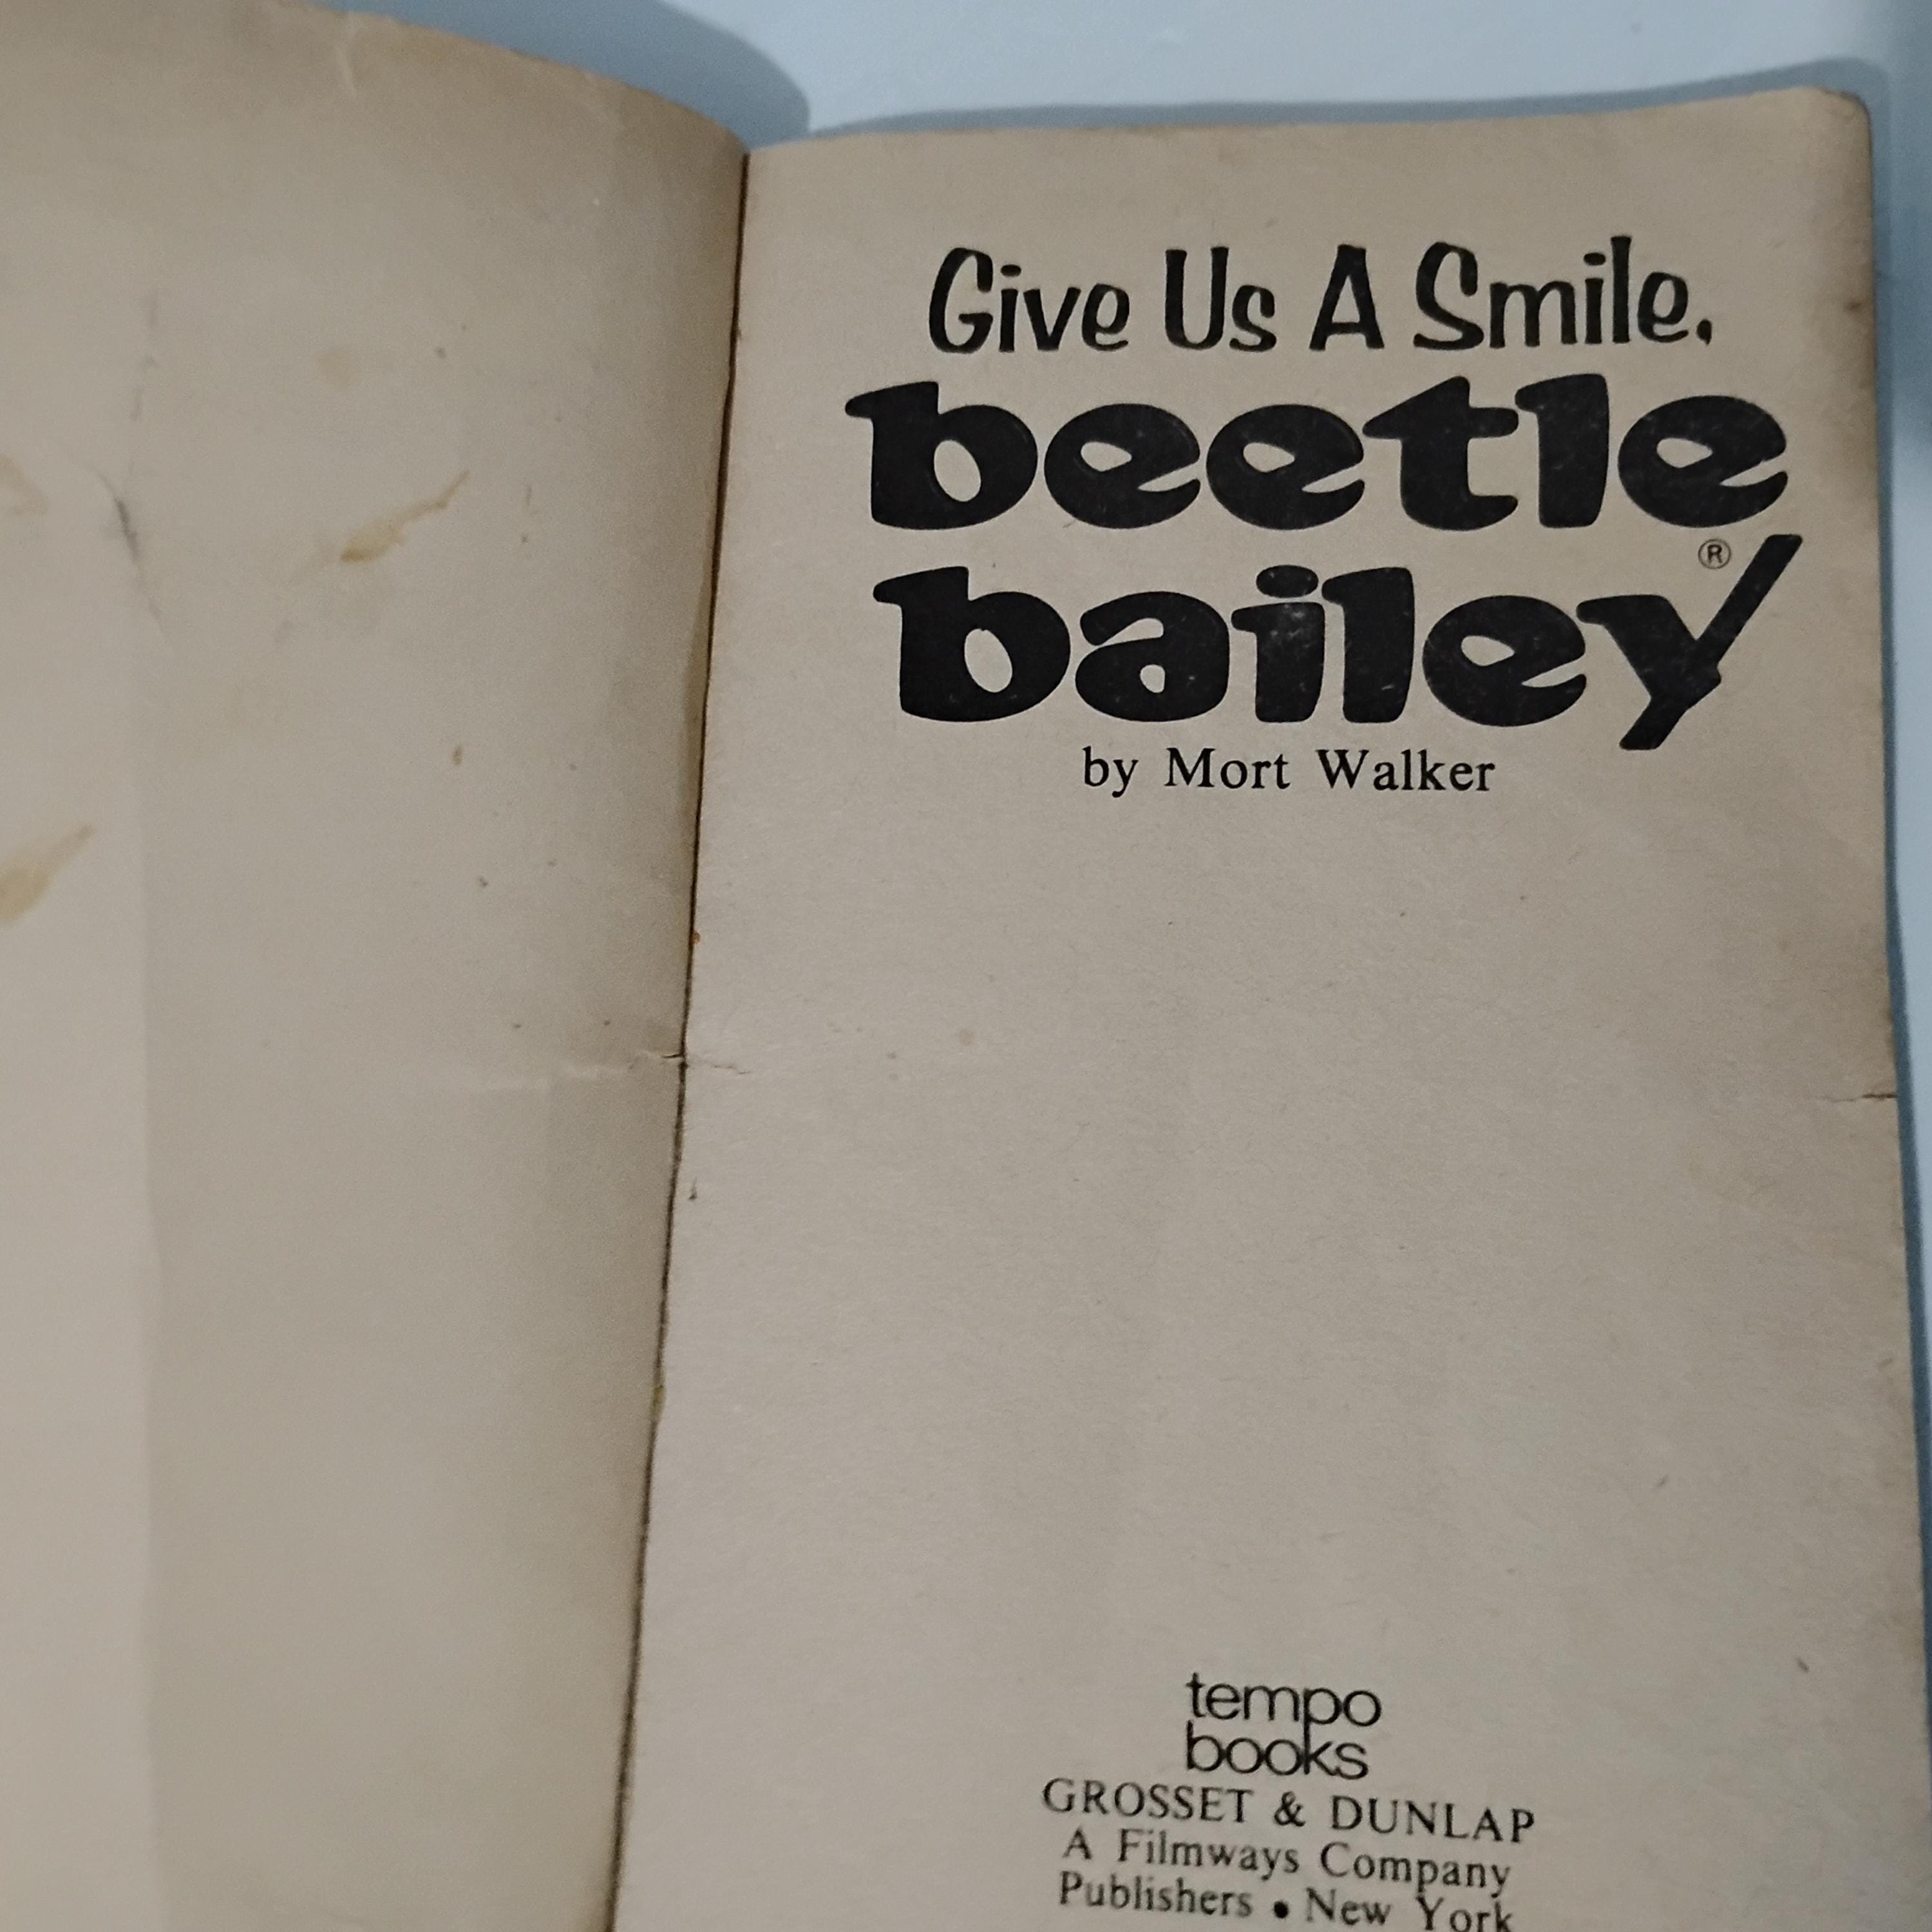 Give Us A Smile,
beetle
bailey®
by Mort Walker
tempo
books
GROSSET & DUNLAP
A Filmways Company
Publishers • New York